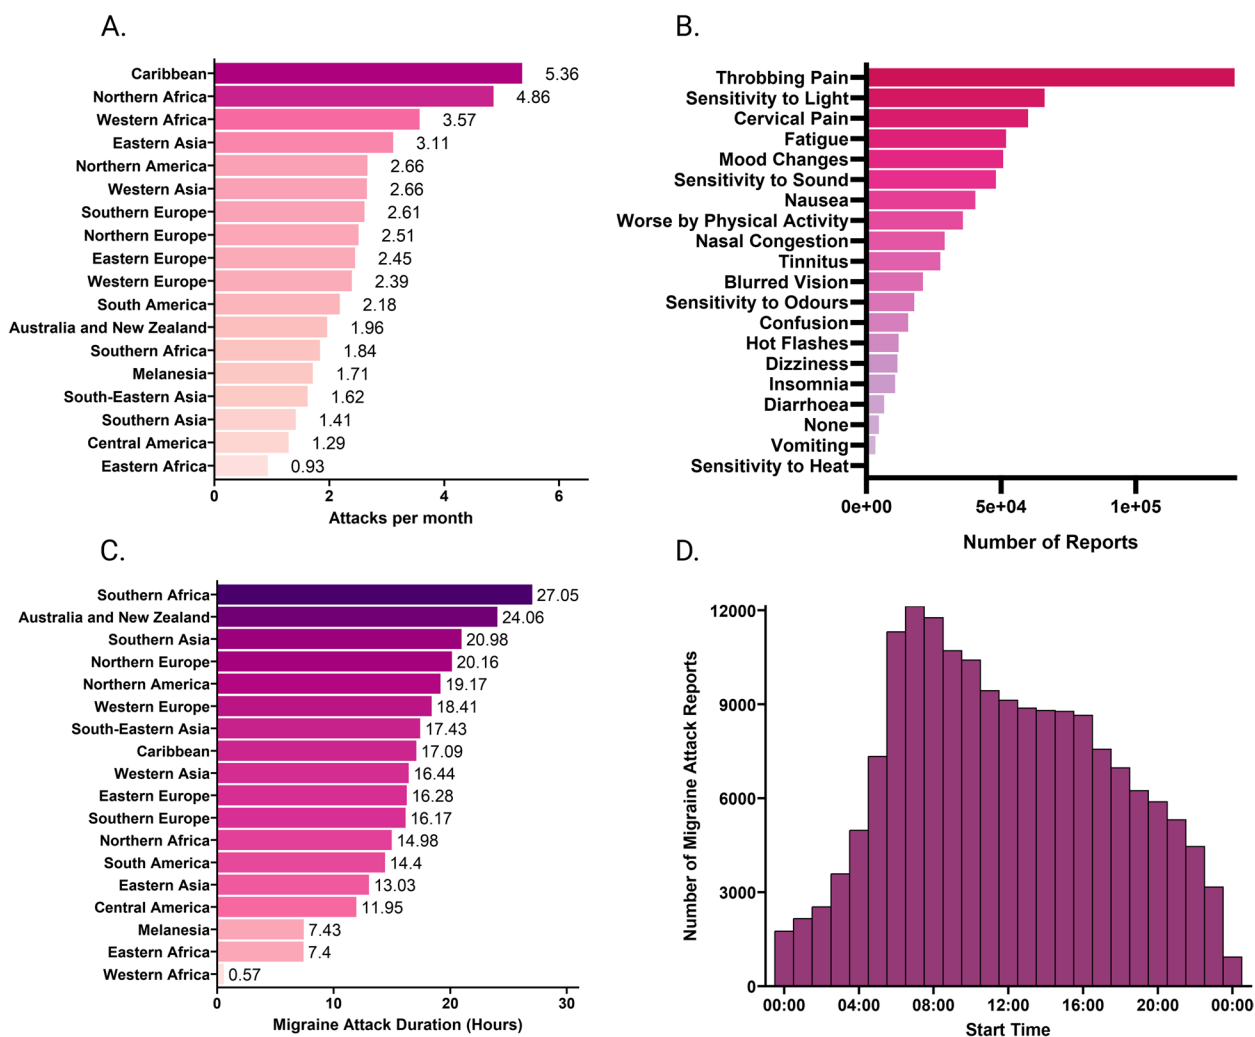 A.
Caribbean 5.36
Northern Africa 4.86
Western Africa 3.57
Eastern Asia 3.11
Northern America 2.66
Western Asia 2.66
Southern Europe 2.61
Northern Europe 2.51
Eastern Europe 2.45
Western Europe 2.39
South America 2.18
Australia and New Zealand 1.96
Southern Africa 1.84
Melanesia 1.71
South-Eastern Asia 1.62
Southern Asia 1.41
Central America 1.29
Eastern Africa 0.93
0 2 4 6
Attacks per month
B.
Throbbing Pain
Sensitivity to Light
Cervical Pain
Fatigue
Mood Changes
Sensitivity to Sound
Nausea
Worse by Physical Activity
Nasal Congestion
Tinnitus
Blurred Vision
Sensitivity to Odours
Confusion
Hot Flashes
Dizziness
Insomnia
Diarrhoea
None
Vomiting
Sensitivity to Heat
0e+00 5e+04 1e+05
Number of Reports
C.
Southern Africa 27.05
Australia and New Zealand 24.06
Southern Asia 20.98
Northern Europe 20.16
Northern America 19.17
Western Europe 18.41
South-Eastern Asia 17.43
Caribbean 17.09
Western Asia 16.44
Eastern Europe 16.28
Southern Europe 16.17
Northern Africa 14.98
South America 14.4
Eastern Asia 13.03
Central America 11.95
Melanesia 7.43
Eastern Africa 7.4
Western Africa 0.57
0 10 20 30
Migraine Attack Duration (Hours)
D.
Number of Migraine Attack Reports
12000
9000
6000
3000
0
00:00 04:00 08:00 12:00 16:00 20:00 00:00
Start Time